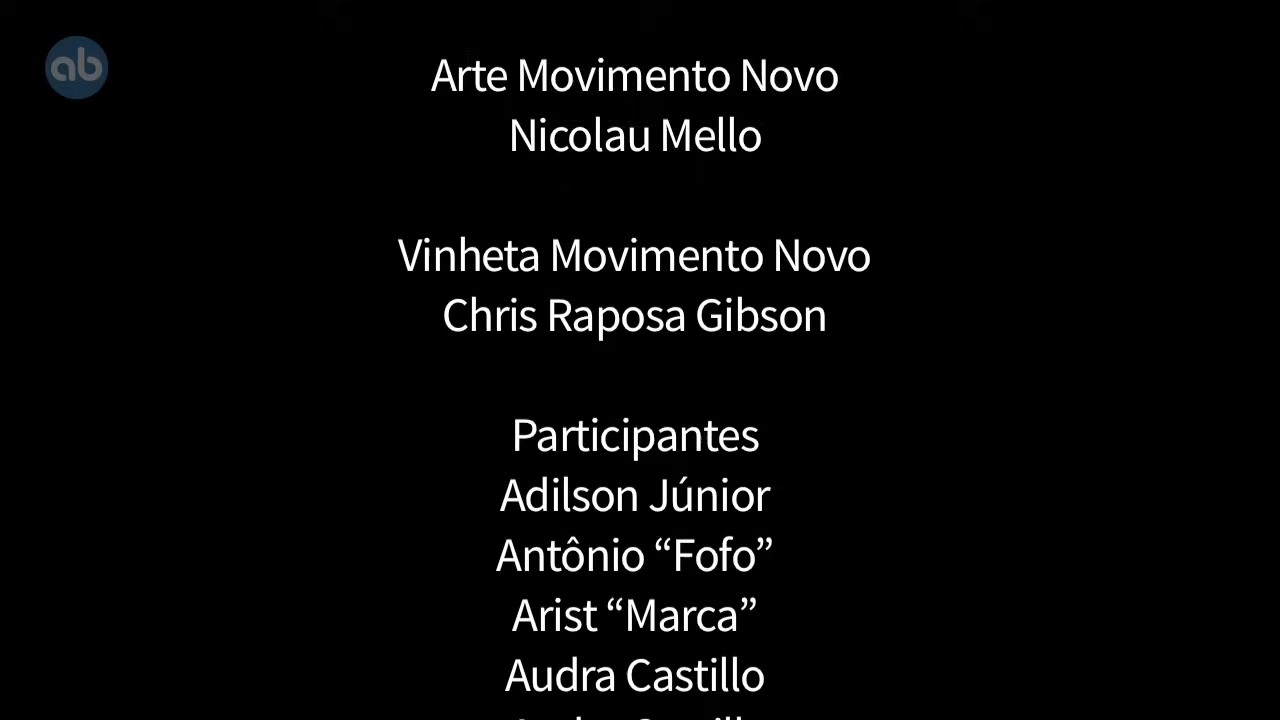 ab
Arte Movimento Novo
Nicolau Mello
Vinheta Movimento Novo
Chris Raposa Gibson
Participantes
Adilson Júnior
Antônio “Fofo”
Arist “Marca”
Audra Castillo